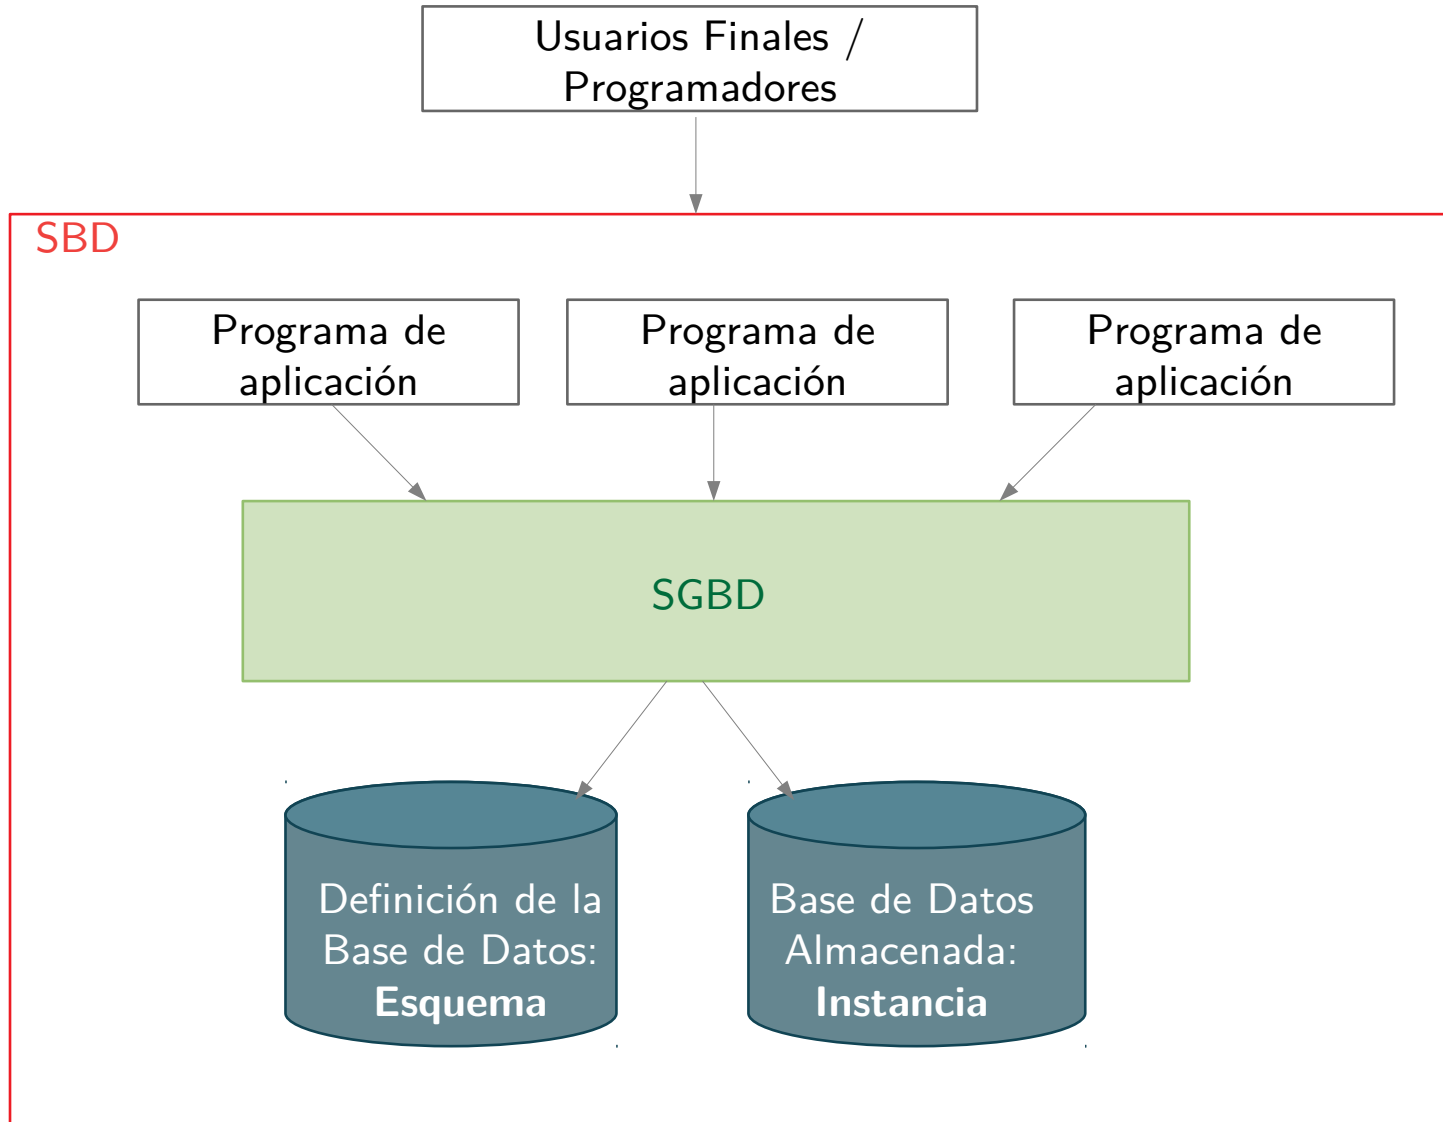 Usuarios Finales /
Programadores
SBD
Programa de
aplicación
Programa de
aplicación
Programa de
aplicación
SGBD
Definición de la
Base de Datos:
Esquema
Base de Datos
Almacenada:
Instancia